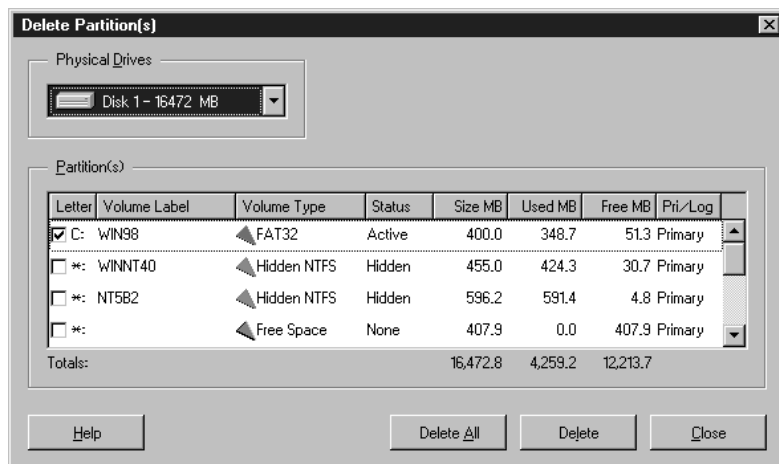 Delete Partition(s)
Physical Drives
Disk 1 - 16472 MB
Partition(s)
Letter Volume Label Volume Type Status Size MB Used MB Free MB Pri/Log
C: WIN98 FAT32 Active 400.0 348.7 51.3 Primary
*: WINNT40 Hidden NTFS Hidden 455.0 424.3 30.7 Primary
*: NT5B2 Hidden NTFS Hidden 596.2 591.4 4.8 Primary
*: Free Space None 407.9 0.0 407.9 Primary
Totals: 16,472.8 4,259.2 12,213.7
Help Delete All Delete Close